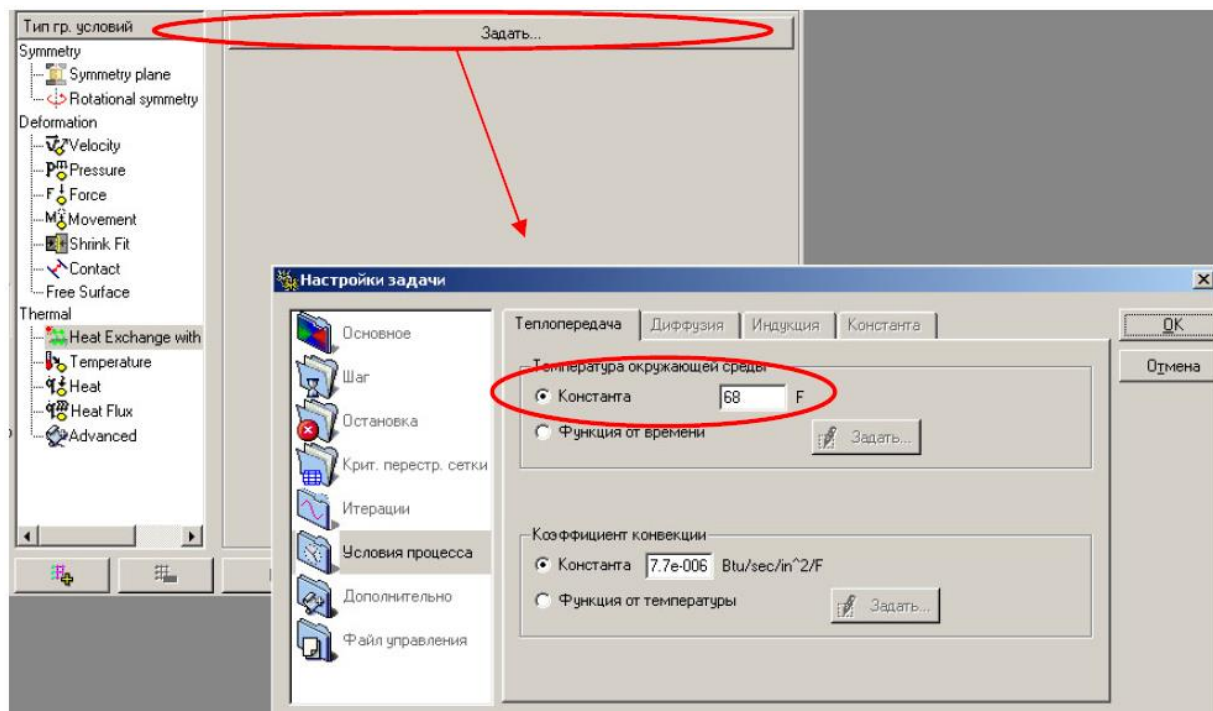 Тип гр. условий
Задать...
Symmetry
Symmetry plane
Rotational symmetry
Deformation
Velocity
Pressure
Force
Movement
Shrink Fit
Contact
Free Surface
Thermal
Heat Exchange with
Temperature
Heat
Heat Flux
Advanced
Настройки задачи
Основное
Шаг
Остановка
Крит. перестр. сетки
Итерации
Условия процесса
Дополнительно
Файл управления
Теплопередача Диффузия Индукция Константа
Температура окружающей среды
Константа 68 F
Функция от времени Задать...
Коэффициент конвекции
Константа 7.7e-006 Btu/sec/in^2/F
Функция от температуры Задать...
OK
Отмена